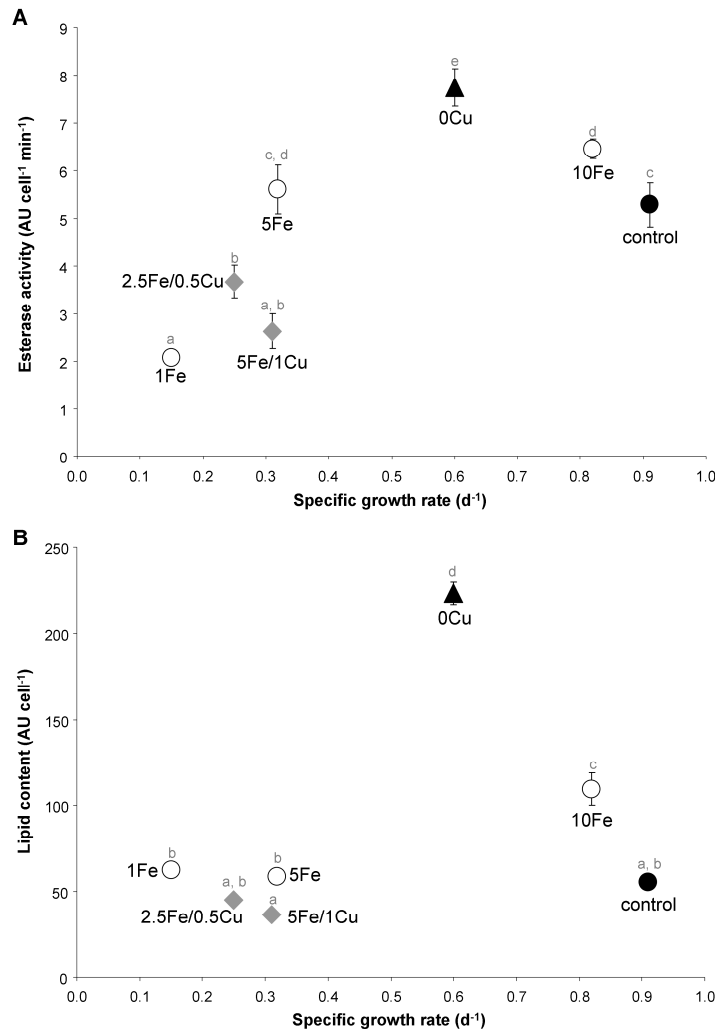 A
9
e
8
0Cu
7
d
c, d
6
10Fe
c
5
5Fe
control
4
b
2.5Fe/0.5Cu
a, b
3
a
5Fe/1Cu
2
1Fe
1
0
Esterase activity (AU cell-1 min-1)
0.0 0.1 0.2 0.3 0.4 0.5 0.6 0.7 0.8 0.9 1.0
Specific growth rate (d-1)
B
250
d
0Cu
200
150
c
10Fe
100
b
b
a, b
1Fe
5Fe
a, b
a
control
50
2.5Fe/0.5Cu 5Fe/1Cu
0
Lipid content (AU cell-1)
0.0 0.1 0.2 0.3 0.4 0.5 0.6 0.7 0.8 0.9 1.0
Specific growth rate (d-1)